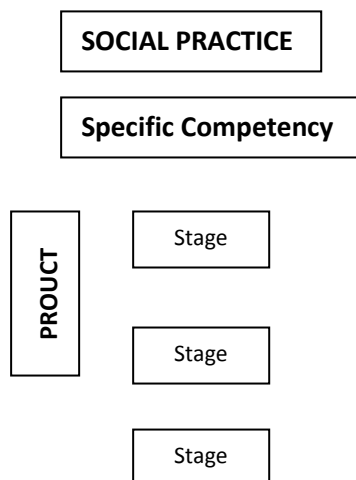 SOCIAL PRACTICE
Specific Competency
PROUCT
Stage
Stage
Stage